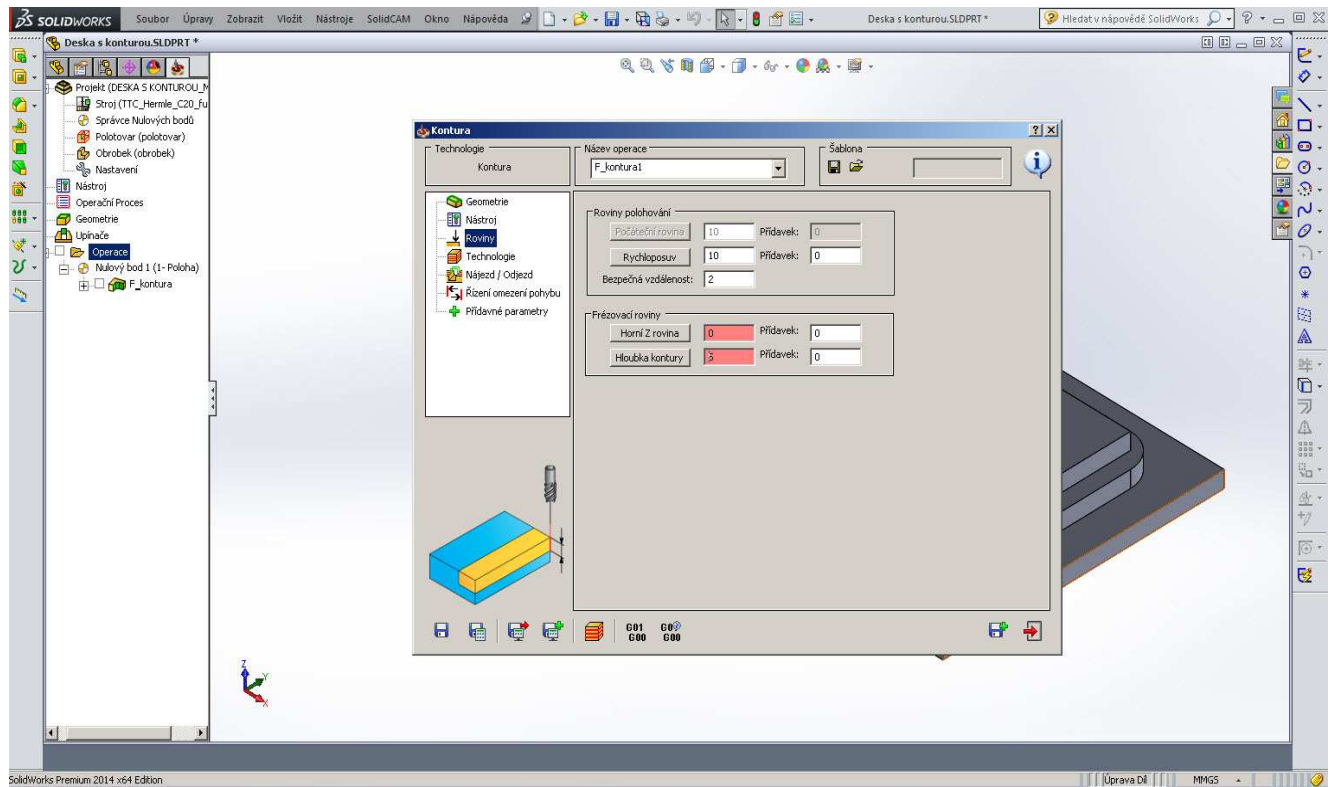 SOLIDWORKS Soubor Úpravy Zobrazit Vložit Nástroje SolidCAM Okno Nápověda Deska s konturou.SLDPRT * Hledat v nápovědě SolidWorks
Deska s konturou.SLDPRT *
Projekt (DESKA S KONTUROU_M
Stroj (TTC_Hermle_C20_fu
Správce Nulových bodů
Polotovar (polotovar)
Obrobek (obrobek)
Nastavení
Nástroj
Operační Proces
Geometrie
Upínače
Operace
Nulový bod 1 (1- Poloha)
F_kontura
Kontura
Technologie
Kontura
Název operace
F_kontura1
Šablona
Geometrie
Nástroj
Roviny
Technologie
Nájezd / Odjezd
Řízení omezení pohybu
Přídavné parametry
Roviny polohování
Počáteční rovina 10 Přídavek: 0
Rychloposuv 10 Přídavek: 0
Bezpečná vzdálenost: 2
Frézovací roviny
Horní Z rovina 0 Přídavek: 0
Hloubka kontury 5 Přídavek: 0
G01 G00
G00 G00
Z
Y
X
SolidWorks Premium 2014 x64 Edition Úprava Díl MMGS